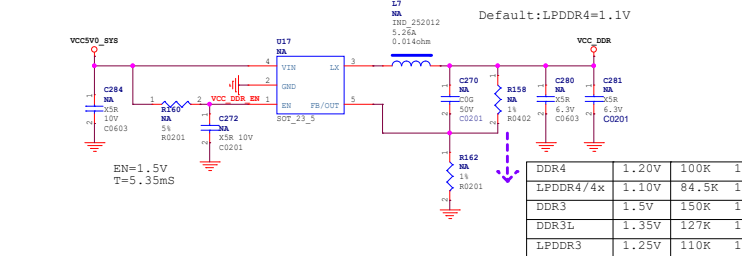 L7
NA
IND_252012
5.26A
0.014ohm
Default:LPDDR4=1.1V
VCC5V0_SYS
U17
NA
VCC_DDR
4 VIN LX 3
2 GND
1 EN FB/OUT 5
SOT_23_5
VCC_DDR_EN
C284
NA
X5R
10V
C0603
1 2
R160
NA
5%
R0201
C272
NA
X5R 10V
C0201
C270
NA
C0G
50V
C0201
R158
NA
1%
R0402
C280
NA
X5R
6.3V
C0603
C281
NA
X5R
6.3V
C0201
R162
NA
1%
R0201
EN=1.5V
T=5.35mS
DDR4 1.20V 100K 1
LPDDR4/4x 1.10V 84.5K 1
DDR3 1.5V 150K 1
DDR3L 1.35V 127K 1
LPDDR3 1.25V 110K 1